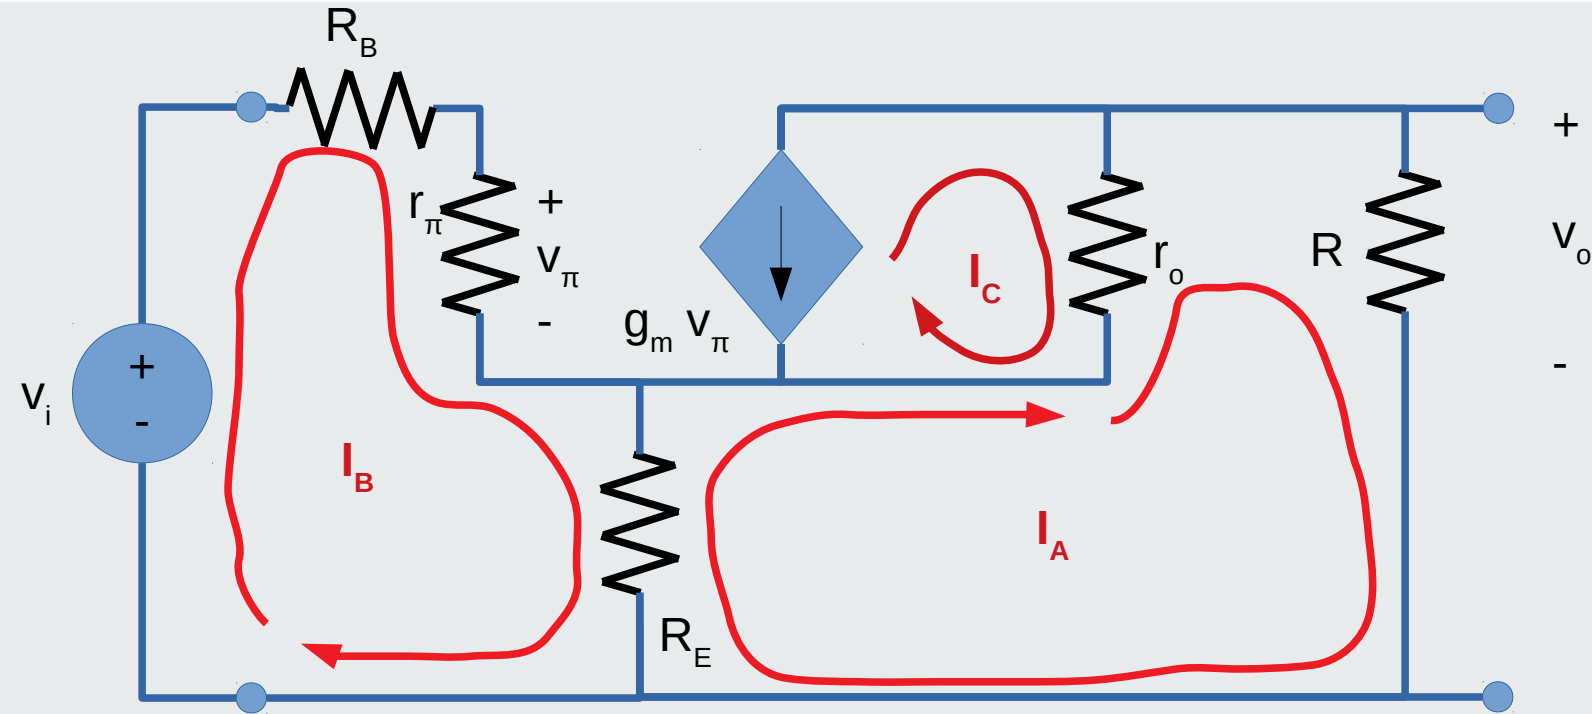 R_B
r_π
+
v_π
-
+
-
v_i
g_m v_π
I_C
r_o
R
+
v_o
-
I_B
I_A
R_E